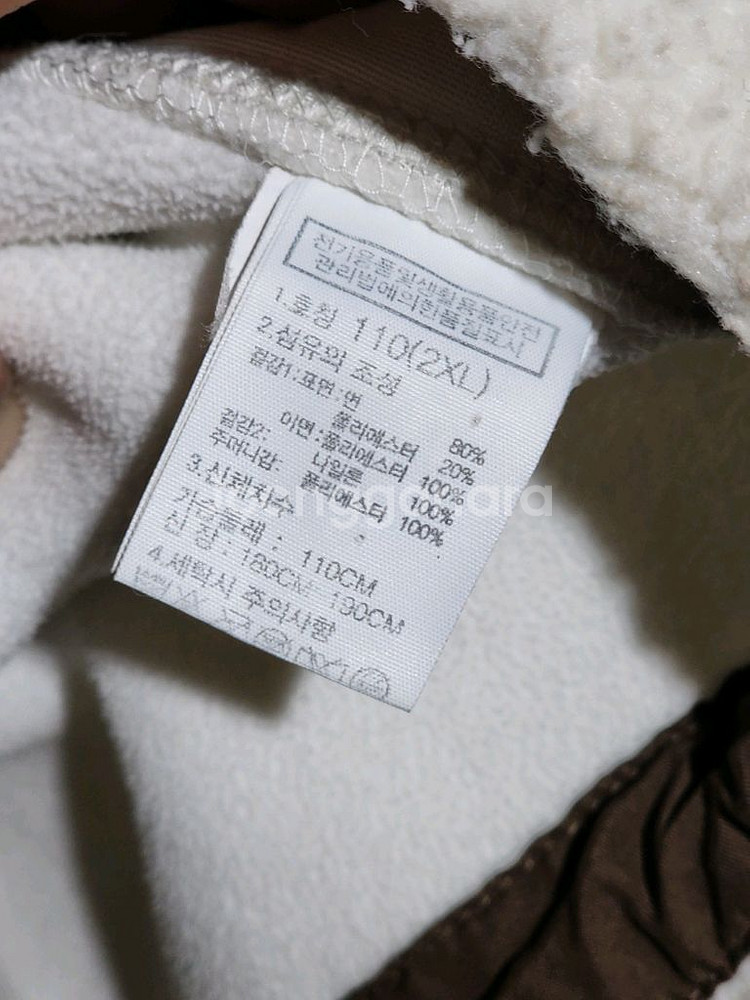 전기용품및생활용품안전
관리법에의한품질표시
1.호칭 110(2XL)
2.섬유의 조성
겉감1:표면:면 80%
폴리에스터 20%
이면:폴리에스터 100%
겉감2: 나일론 100%
주머니감: 폴리에스터 100%
3.신체치수
가슴둘레 : 110CM
신 장 : 180CM- 190CM
4.세탁시 주의사항